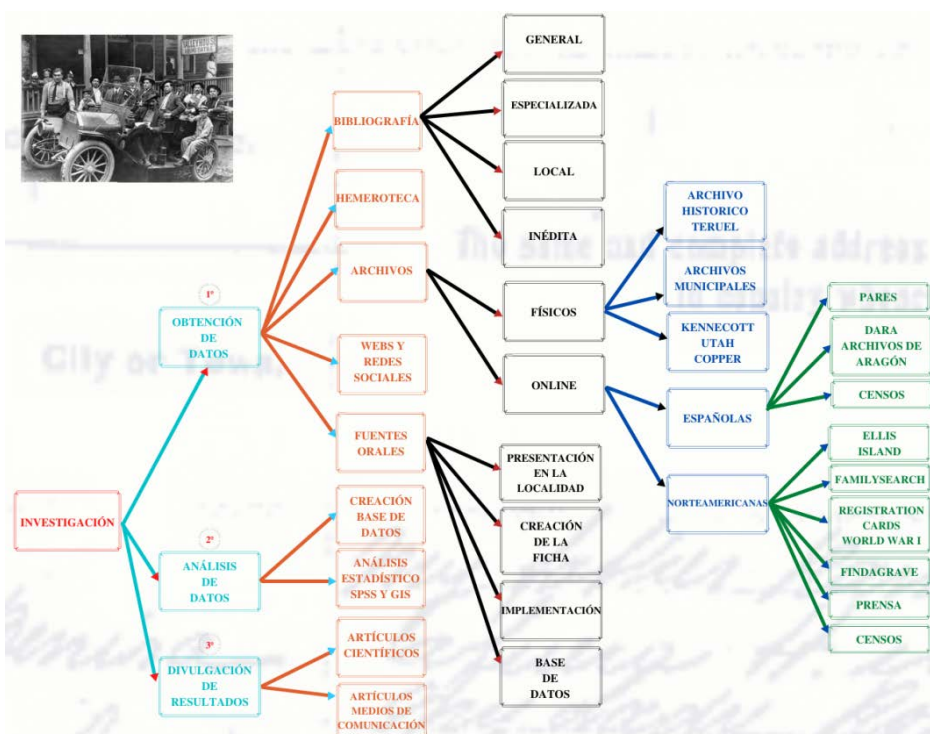 INVESTIGACIÓN
1º
OBTENCIÓN
DE
DATOS
2º
ANÁLISIS
DE
DATOS
3º
DIVULGACIÓN
DE
RESULTADOS
BIBLIOGRAFÍA
HEMEROTECA
ARCHIVOS
WEBS Y
REDES
SOCIALES
FUENTES
ORALES
CREACIÓN
BASE DE
DATOS
ANÁLISIS
ESTADÍSTICO
SPSS Y GIS
ARTÍCULOS
CIENTÍFICOS
ARTÍCULOS
MEDIOS DE
COMUNICACIÓN
GENERAL
ESPECIALIZADA
LOCAL
INÉDITA
FÍSICOS
ONLINE
PRESENTACIÓN
EN LA
LOCALIDAD
CREACIÓN
DE LA
FICHA
IMPLEMENTACIÓN
BASE
DE
DATOS
ARCHIVO
HISTORICO
TERUEL
ARCHIVOS
MUNICIPALES
KENNECOTT
UTAH
COPPER
ESPAÑOLAS
NORTEAMERICANAS
PARES
DARA
ARCHIVOS DE
ARAGÓN
CENSOS
ELLIS
ISLAND
FAMILYSEARCH
REGISTRATION
CARDS
WORLD WAR I
FINDAGRAVE
PRENSA
CENSOS
City or Town,